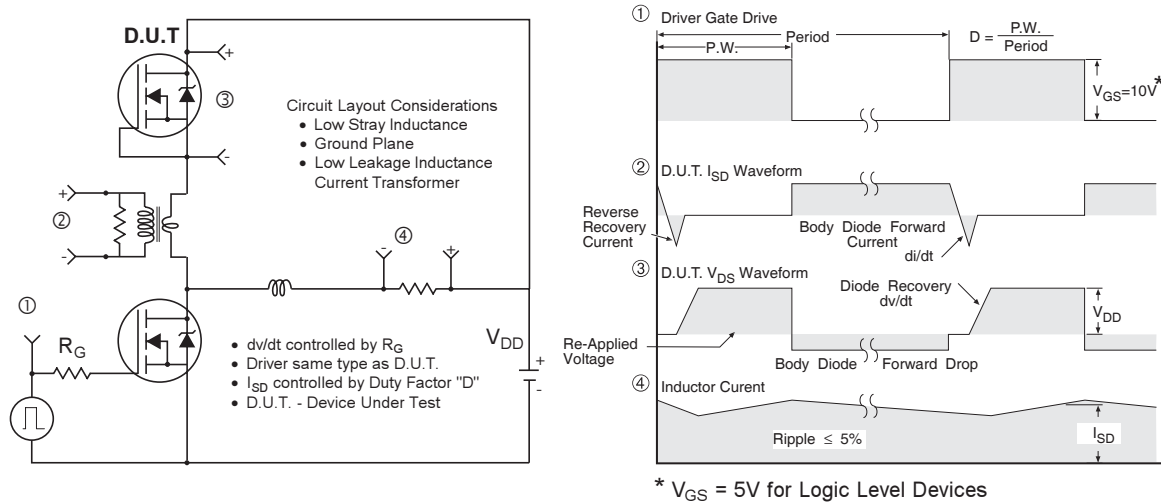 D.U.T
+
③
-
Circuit Layout Considerations
• Low Stray Inductance
• Ground Plane
• Low Leakage Inductance
Current Transformer
+
②
-
④
-
+
①
R_G
• dv/dt controlled by R_G
• Driver same type as D.U.T.
• I_SD controlled by Duty Factor "D"
• D.U.T. - Device Under Test
V_DD
+
-
① Driver Gate Drive
P.W.
Period
D = P.W.
Period
V_GS=10V*
② D.U.T. I_SD Waveform
Reverse
Recovery
Current
Body Diode Forward
Current
di/dt
③ D.U.T. V_DS Waveform
Diode Recovery
dv/dt
V_DD
Re-Applied
Voltage
Body Diode Forward Drop
④ Inductor Curent
Ripple ≤ 5%
I_SD
* V_GS = 5V for Logic Level Devices